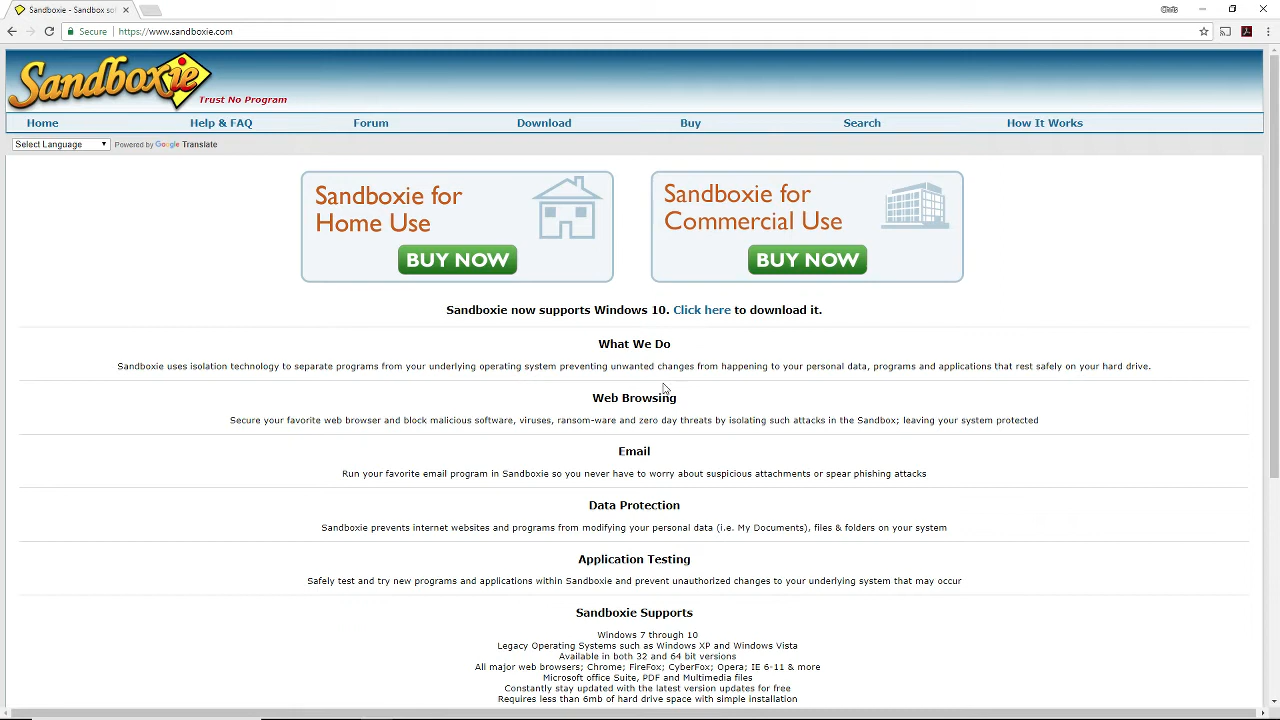 Sandboxie - Sandbox sof
Chris
Secure
https://www.sandboxie.com
Sandboxie
Trust No Program
Home Help & FAQ Forum Download Buy Search How It Works
Select Language Powered by Google Translate
Sandboxie for
Home Use
BUY NOW
Sandboxie for
Commercial Use
BUY NOW
Sandboxie now supports Windows 10. Click here to download it.
What We Do
Sandboxie uses isolation technology to separate programs from your underlying operating system preventing unwanted changes from happening to your personal data, programs and applications that rest safely on your hard drive.
Web Browsing
Secure your favorite web browser and block malicious software, viruses, ransom-ware and zero day threats by isolating such attacks in the Sandbox; leaving your system protected
Email
Run your favorite email program in Sandboxie so you never have to worry about suspicious attachments or spear phishing attacks
Data Protection
Sandboxie prevents internet websites and programs from modifying your personal data (i.e. My Documents), files & folders on your system
Application Testing
Safely test and try new programs and applications within Sandboxie and prevent unauthorized changes to your underlying system that may occur
Sandboxie Supports
Windows 7 through 10
Legacy Operating Systems such as Windows XP and Windows Vista
Available in both 32 and 64 bit versions
All major web browsers; Chrome; FireFox; CyberFox; Opera; IE 6-11 & more
Microsoft office Suite, PDF and Multimedia files
Constantly stay updated with the latest version updates for free
Requires less than 6mb of hard drive space with simple installation